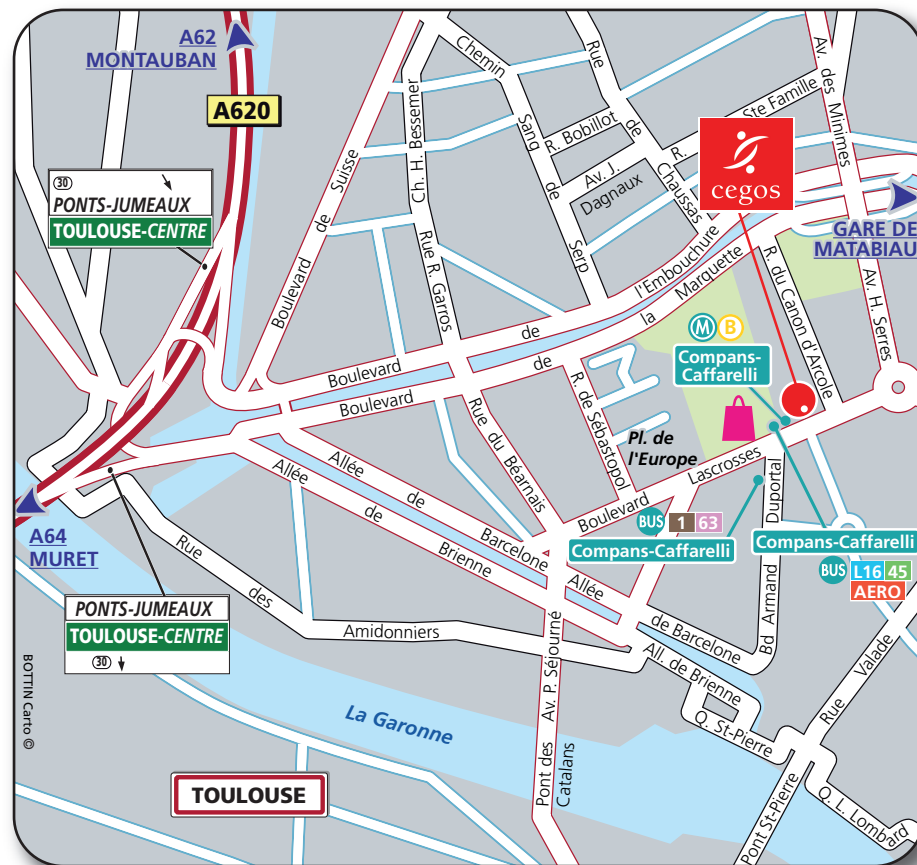 A62
MONTAUBAN
A620
30
PONTS-JUMEAUX
TOULOUSE-CENTRE
Chemin
de
Sang
Serp
de
Rue
de
Chaussas
Av. des Minimes
R. Ste Famille
R. Bobillot
Av. J.
Dagnaux
cegos
GARE DE
MATABIAU
Ch. H. Bessemer
Boulevard
de
Suisse
Rue R. Garros
Boulevard
de
l'Embouchure
Boulevard
de
la
Marquette
R. du Canon d'Arcole
Av. H. Serres
M B
Compans-
Caffarelli
R. de Sébastopol
Pl. de
l'Europe
Rue du Béarnais
Boulevard
Lascrosses
Allée
de
Barcelone
Allée
de
Brienne
A64
MURET
BUS 1 63
Compans-Caffarelli
Bd Armand Duportal
Compans-Caffarelli
BUS L16 45
AERO
Rue
des
Amidonniers
PONTS-JUMEAUX
TOULOUSE-CENTRE
30
Allée
de Barcelone
All. de Brienne
Av. P. Séjourné
Pont des
Catalans
Q. St-Pierre
Rue Valade
Pont St-Pierre
Q. L. Lombard
La Garonne
TOULOUSE
BOTTIN Carto ©